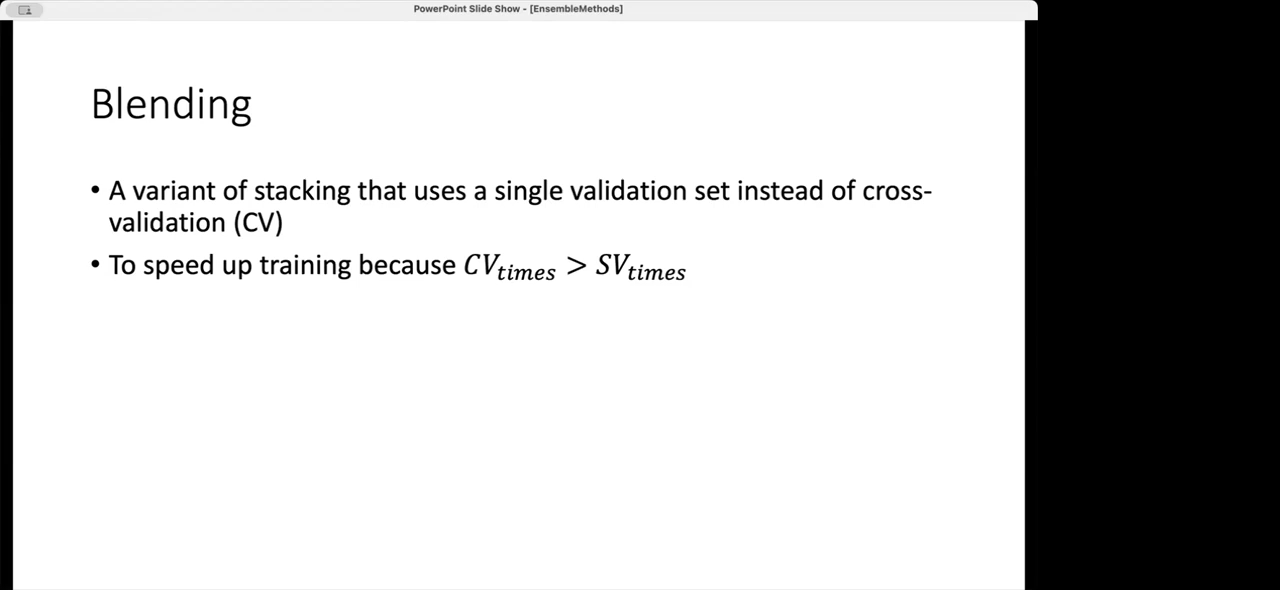 PowerPoint Slide Show - [EnsembleMethods]
Blending
• A variant of stacking that uses a single validation set instead of cross-
validation (CV)
• To speed up training because 𝐶𝑉𝑡𝑖𝑚𝑒𝑠 > 𝑆𝑉𝑡𝑖𝑚𝑒𝑠